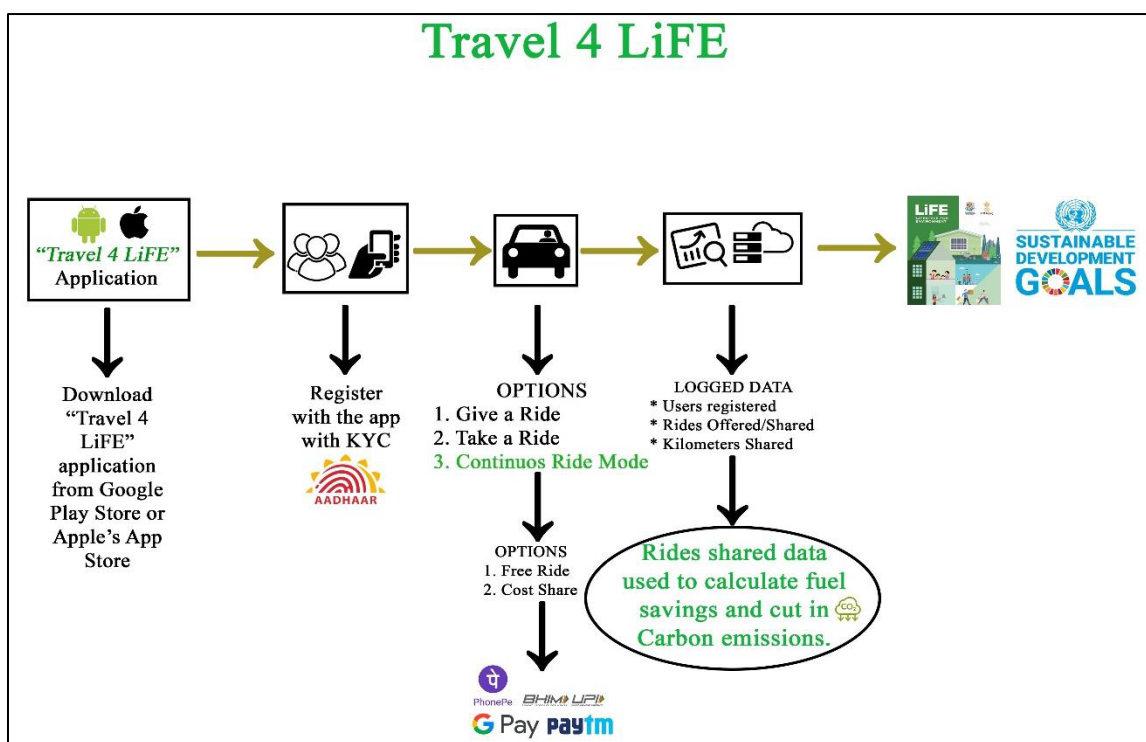 Travel 4 LiFE
“Travel 4 LiFE”
Application
Download
“Travel 4
LiFE”
application
from Google
Play Store or
Apple’s App
Store
Register
with the app
with KYC
AADHAAR
OPTIONS
1. Give a Ride
2. Take a Ride
3. Continuos Ride Mode
OPTIONS
1. Free Ride
2. Cost Share
पे
PhonePe
BHIM UPI
G Pay
paytm
LOGGED DATA
* Users registered
* Rides Offered/Shared
* Kilometers Shared
Rides shared data
used to calculate fuel
savings and cut in
CO₂
Carbon emissions.
LiFE
ENVIRONMENT
SUSTAINABLE
DEVELOPMENT
GOALS